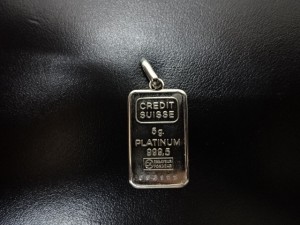 CREDIT
SUISSE
5g.
PLATINUM
999.5